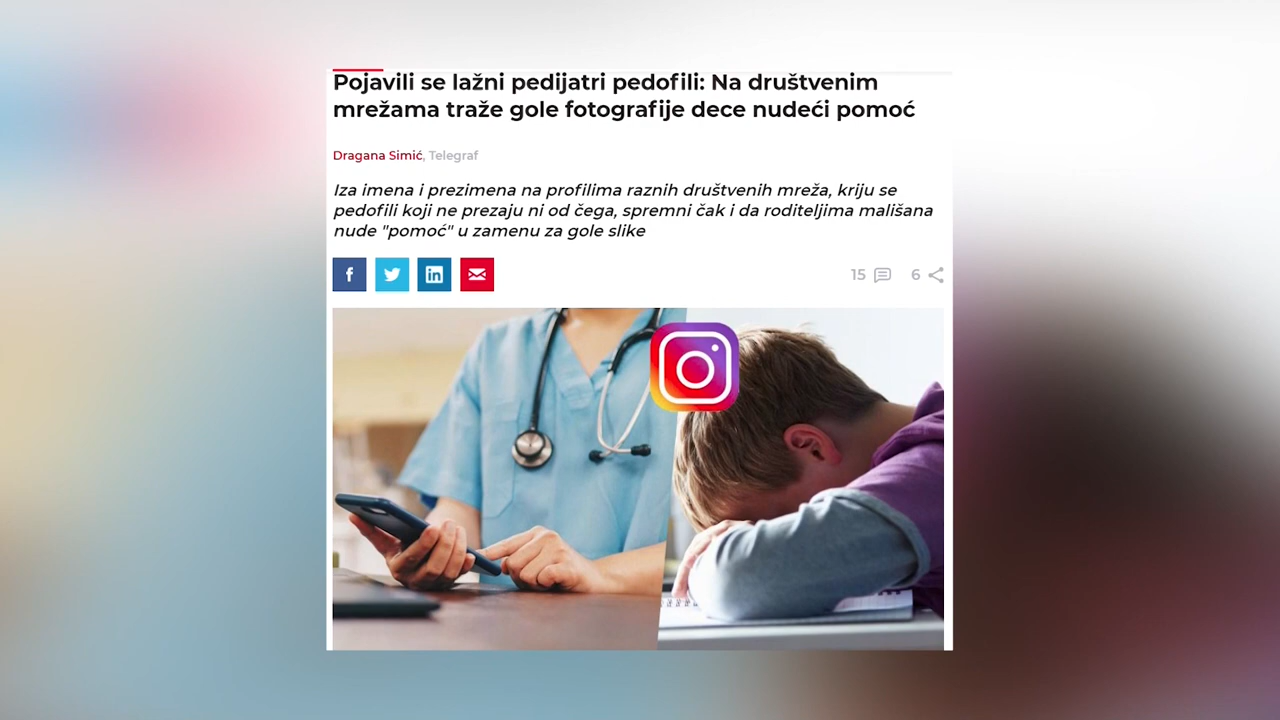 Pojavili se lažni pedijatri pedofili: Na društvenim
mrežama traže gole fotografije dece nudeći pomoć
Dragana Simić, Telegraf
Iza imena i prezimena na profilima raznih društvenih mreža, kriju se
pedofili koji ne prezaju ni od čega, spremni čak i da roditeljima mališana
nude "pomoć" u zamenu za gole slike
15 6